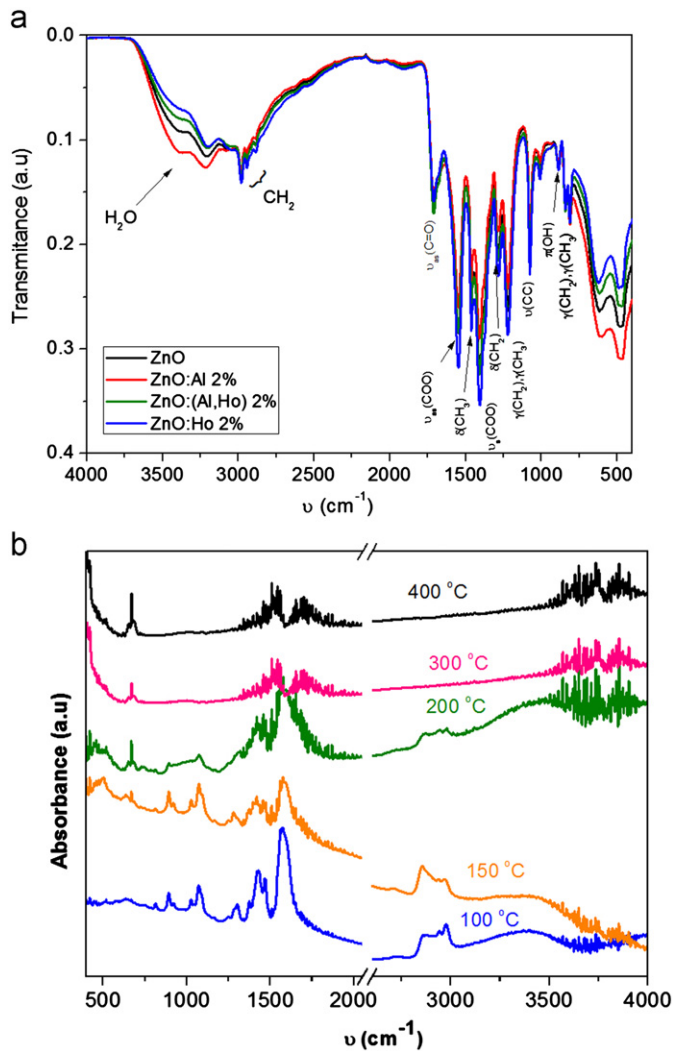 a
0.0
0.1
0.2
0.3
0.4
Transmitance (a.u)
H₂O
CH₂
υas(C=O)
υas(COO)
δ(CH₃)
υs(COO)
δ(CH₂)
γ(CH₂),γ(CH₃)
υ(CC)
π(OH)
γ(CH₂),γ(CH₃)
ZnO
ZnO:Al 2%
ZnO:(Al,Ho) 2%
ZnO:Ho 2%
4000 3500 3000 2500 2000 1500 1000 500
υ (cm⁻¹)
b
Absorbance (a.u)
400 °C
300 °C
200 °C
150 °C
100 °C
500 1000 1500 2000 3000 3500 4000
υ (cm⁻¹)